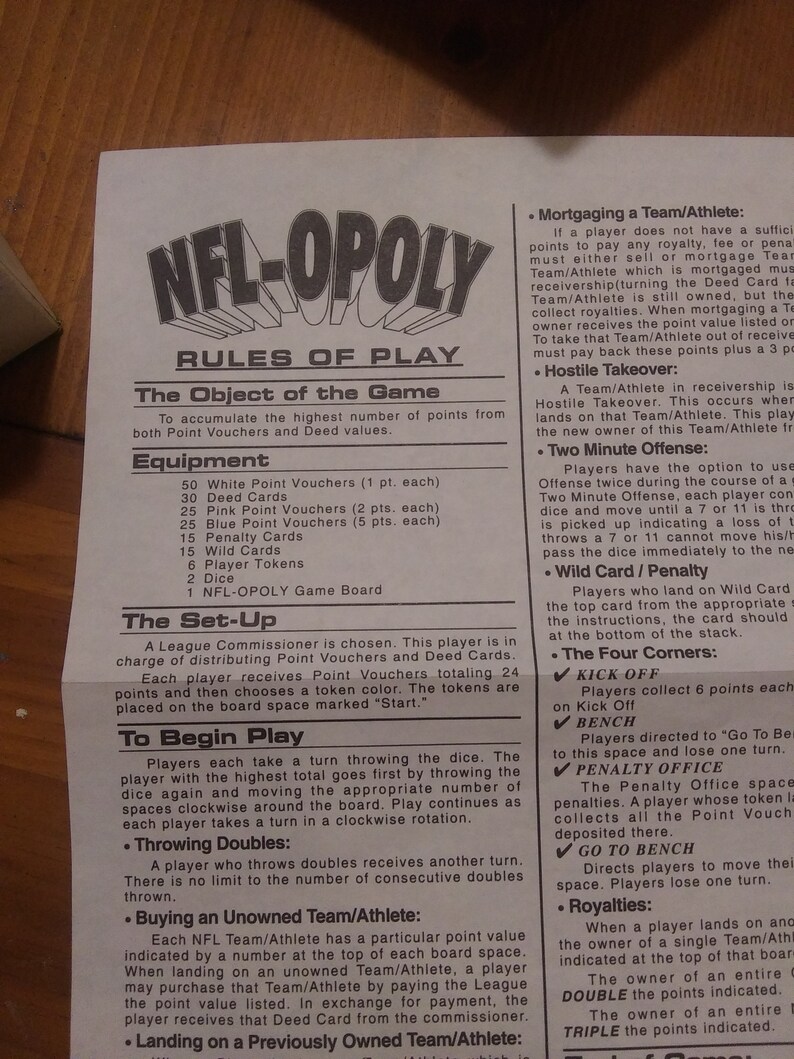 NFL-OPOLY
RULES OF PLAY
The Object of the Game
To accumulate the highest number of points from
both Point Vouchers and Deed values.
Equipment
50 White Point Vouchers (1 pt. each)
30 Deed Cards
25 Pink Point Vouchers (2 pts. each)
25 Blue Point Vouchers (5 pts. each)
15 Penalty Cards
15 Wild Cards
6 Player Tokens
2 Dice
1 NFL-OPOLY Game Board
The Set-Up
A League Commissioner is chosen. This player is in
charge of distributing Point Vouchers and Deed Cards.
Each player receives Point Vouchers totaling 24
points and then chooses a token color. The tokens are
placed on the board space marked "Start."
To Begin Play
Players each take a turn throwing the dice. The
player with the highest total goes first by throwing the
dice again and moving the appropriate number of
spaces clockwise around the board. Play continues as
each player takes a turn in a clockwise rotation.
• Throwing Doubles:
A player who throws doubles receives another turn.
There is no limit to the number of consecutive doubles
thrown.
• Buying an Unowned Team/Athlete:
Each NFL Team/Athlete has a particular point value
indicated by a number at the top of each board space.
When landing on an unowned Team/Athlete, a player
may purchase that Team/Athlete by paying the League
the point value listed. In exchange for payment, the
player receives that Deed Card from the commissioner.
• Landing on a Previously Owned Team/Athlete:
• Mortgaging a Team/Athlete:
If a player does not have a
points to pay any royalty, fee or
must either sell or mortgage
Team/Athlete which is mortgaged
receivership(turning the Deed Card
Team/Athlete is still owned, but
collect royalties. When mortgaging a
owner receives the point value listed
To take that Team/Athlete out of
must pay back these points plus a 3
• Hostile Takeover:
A Team/Athlete in receivership is
Hostile Takeover. This occurs
lands on that Team/Athlete. This
the new owner of this Team/Athlete
• Two Minute Offense:
Players have the option to use
Offense twice during the course of a
Two Minute Offense, each player
dice and move until a 7 or 11 is
is picked up indicating a loss of
throws a 7 or 11 cannot move
pass the dice immediately to the
• Wild Card / Penalty
Players who land on Wild Card
the top card from the appropriate
the instructions, the card should
at the bottom of the stack.
• The Four Corners:
✔ KICK OFF
Players collect 6 points each
on Kick Off
✔ BENCH
Players directed to "Go To
to this space and lose one turn.
✔ PENALTY OFFICE
The Penalty Office space
penalties. A player whose token
collects all the Point
deposited there.
✔ GO TO BENCH
Directs players to move
space. Players lose one turn.
• Royalties:
When a player lands on
the owner of a single
indicated at the top of that
The owner of an entire
DOUBLE the points indicated.
The owner of an entire
TRIPLE the points indicated.